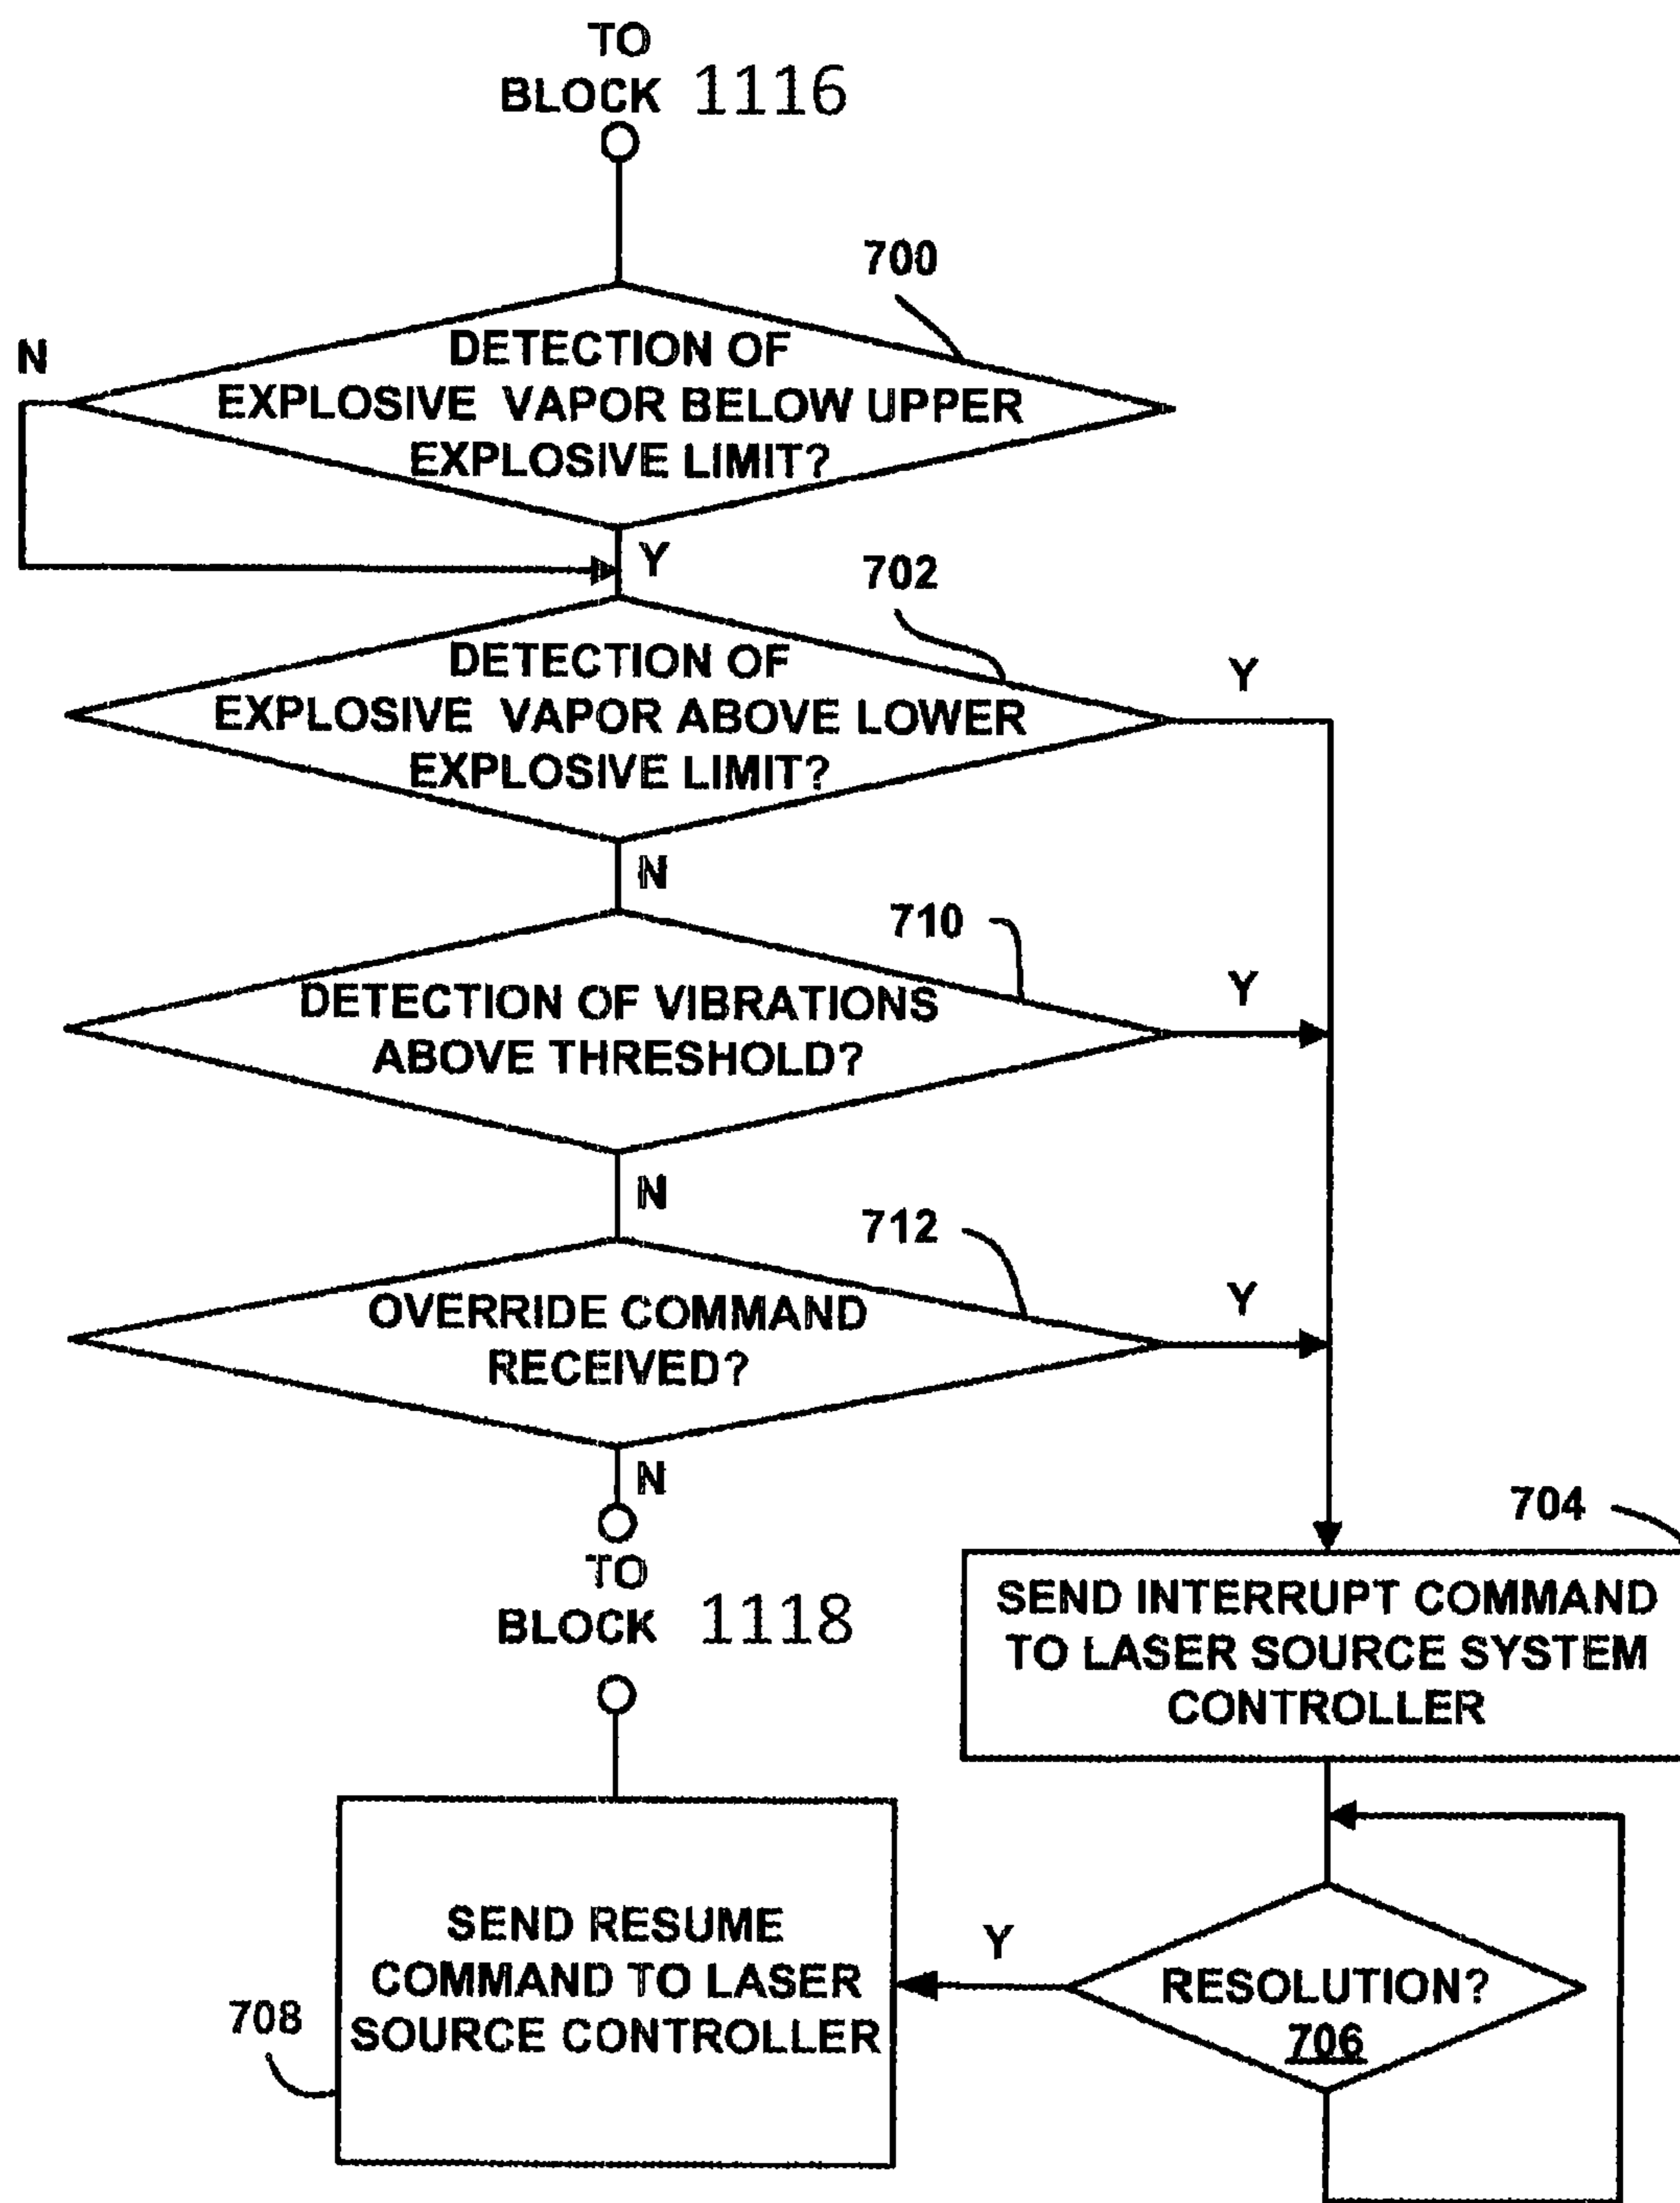 TO
BLOCK 1116
700
N
DETECTION OF
EXPLOSIVE VAPOR BELOW UPPER
EXPLOSIVE LIMIT?
Y
702
DETECTION OF
EXPLOSIVE VAPOR ABOVE LOWER
EXPLOSIVE LIMIT?
Y
N
710
DETECTION OF VIBRATIONS
ABOVE THRESHOLD?
Y
N
712
OVERRIDE COMMAND
RECEIVED?
Y
N
TO
BLOCK 1118
704
SEND INTERRUPT COMMAND
TO LASER SOURCE SYSTEM
CONTROLLER
SEND RESUME
COMMAND TO LASER
SOURCE CONTROLLER
708
Y
RESOLUTION?
706